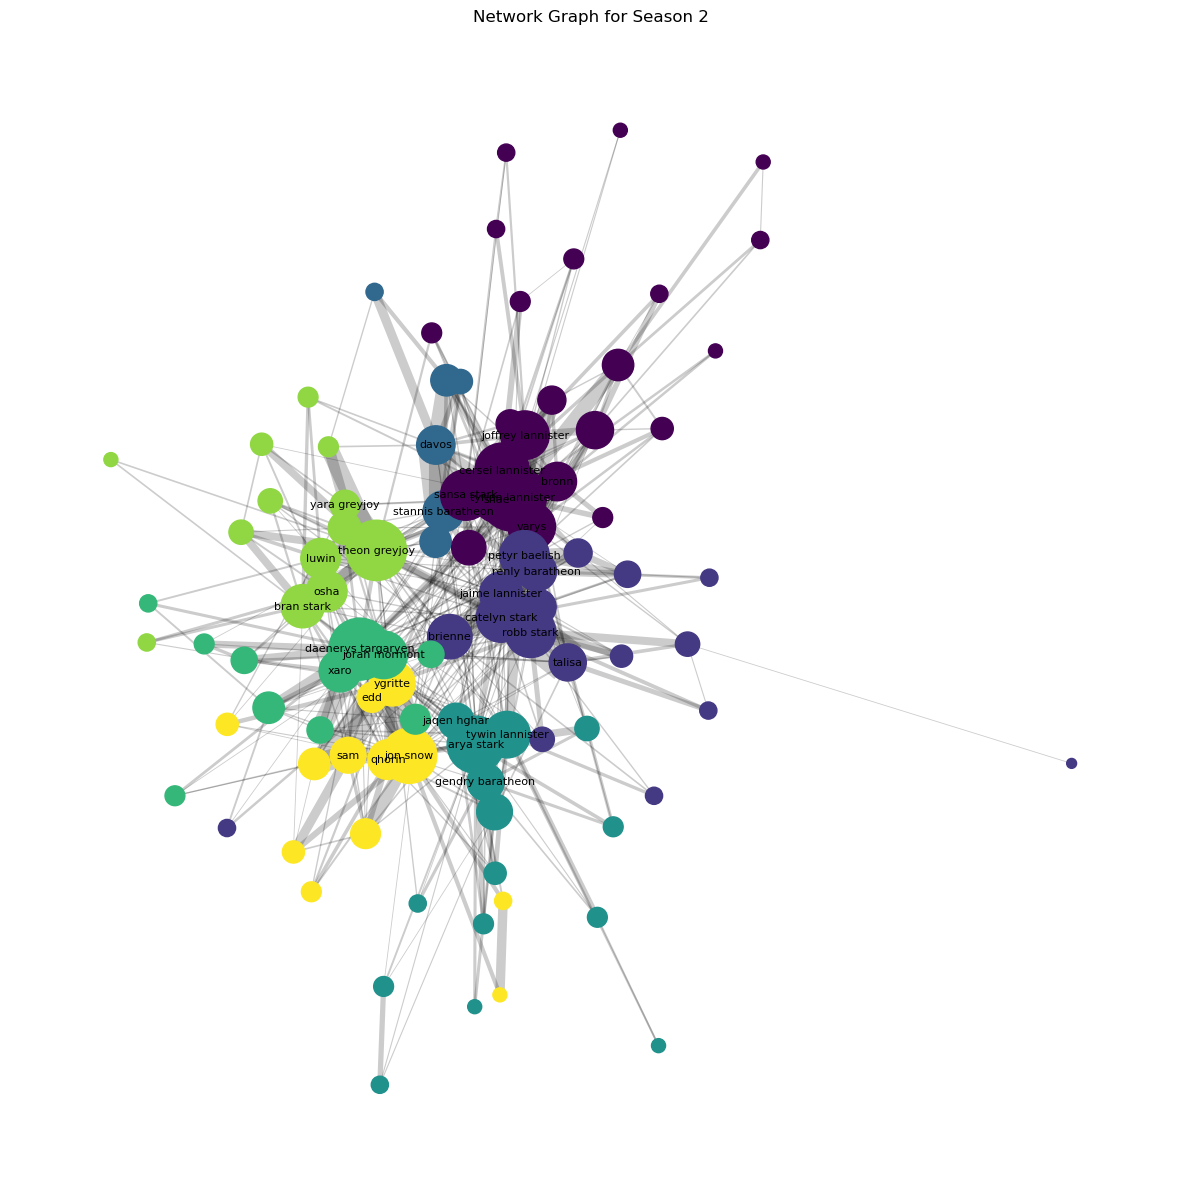 Network Graph for Season 2
joffrey lannister
davos
cersei lannister
bronn
sansa stark
lannister
yara greyjoy
stannis baratheon
varys
theon greyjoy
petyr baelish
luwin
renly baratheon
osha
jaime lannister
bran stark
catelyn stark
robb stark
brienne
daenerys targaryen
jorah mormont
talisa
xaro
ygritte
edd
jaqen hghar
tywin lannister
arya stark
sam
jon snow
qhorin
gendry baratheon